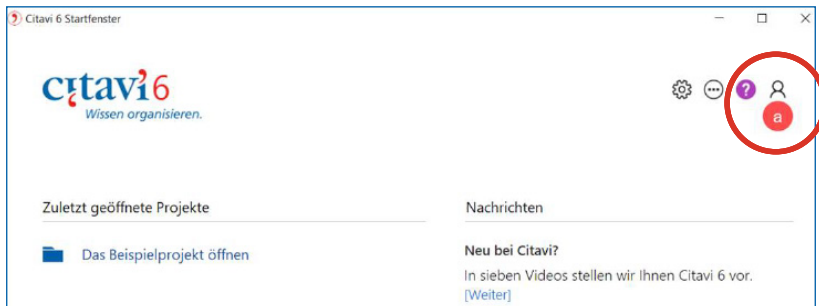 Citavi 6 Startfenster
citavi6
Wissen organisieren.
?
a
Zuletzt geöffnete Projekte
Nachrichten
Das Beispielprojekt öffnen
Neu bei Citavi?
In sieben Videos stellen wir Ihnen Citavi 6 vor.
[Weiter]